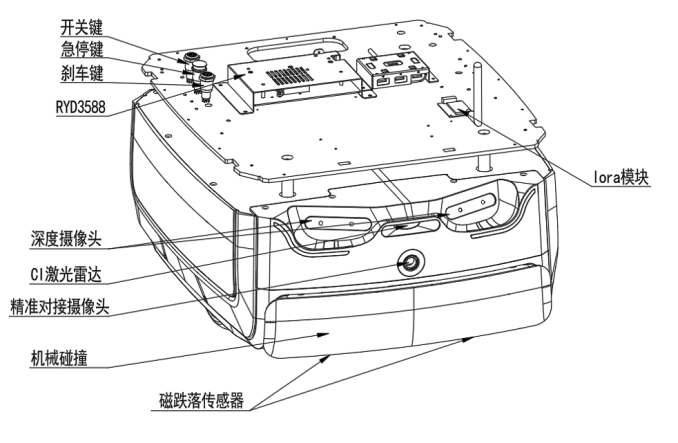 开关键
急停键
刹车键
RYD3588
lora模块
深度摄像头
CI激光雷达
精准对接摄像头
机械碰撞
磁跌落传感器